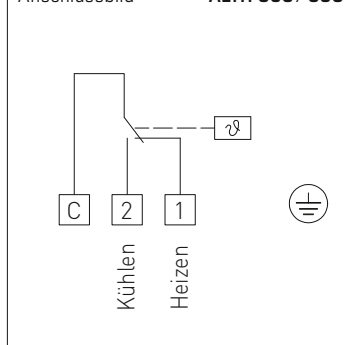 Anschlussbild
ϑ
C 2 1
Kühlen
Heizen